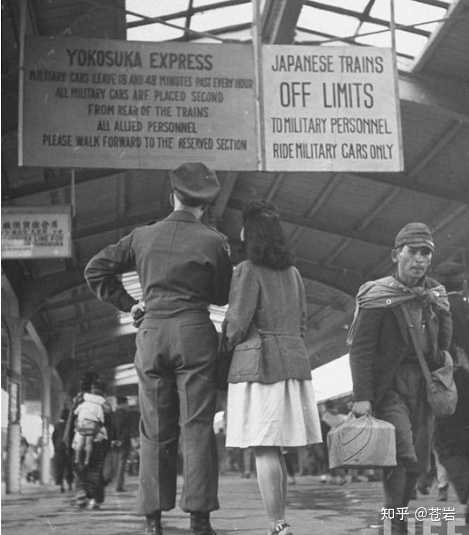 YOKOSUKA EXPRESS
MILITARY CARS LEAVE 18 AND 48 MINUTES PAST EVERY HOUR
ALL MILITARY CARS ARE PLACED SECOND
FROM REAR OF THE TRAINS
ALL ALLIED PERSONNEL
PLEASE WALK FORWARD TO THE RESERVED SECTION
JAPANESE TRAINS
OFF LIMITS
TO MILITARY PERSONNEL
RIDE MILITARY CARS ONLY
LIFE
知乎 @苍岩